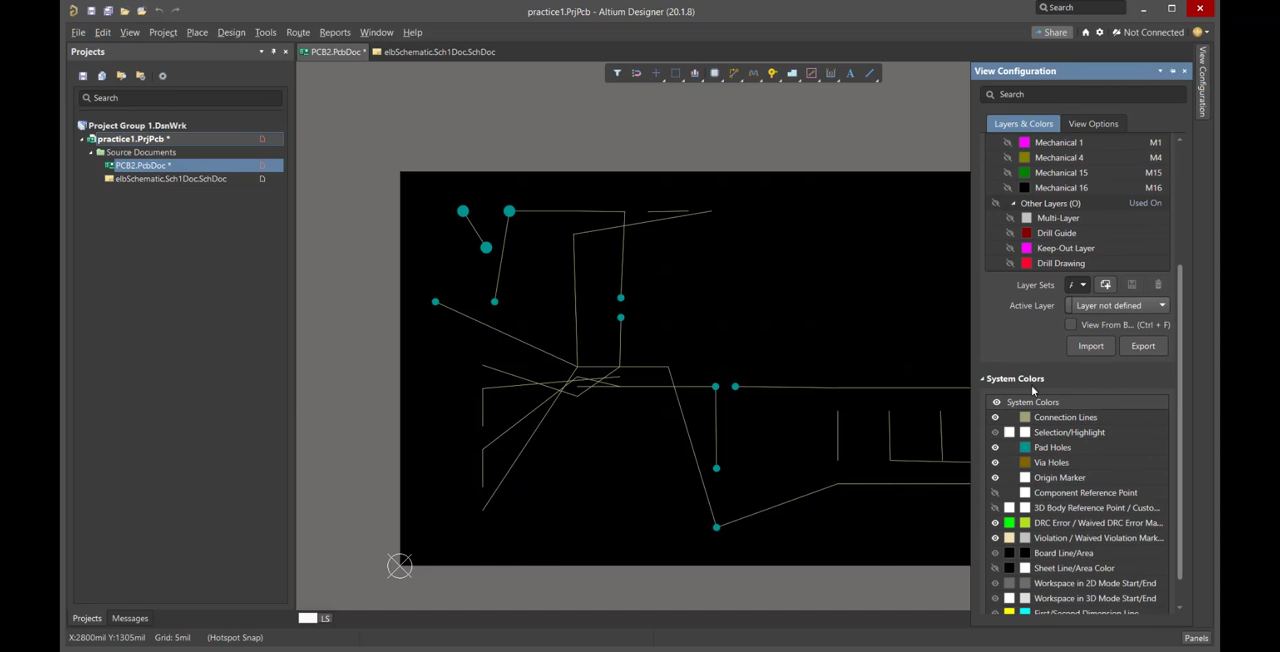 practice1.PrjPcb - Altium Designer (20.1.8)
Search
File Edit View Project Place Design Tools Route Reports Window Help
Share
Not Connected
Projects
PCB2.PcbDoc *
elbSchematic.Sch1Doc.SchDoc
View Configuration
View Configuration
Search
Search
Layers & Colors
View Options
Project Group 1.DsnWrk
practice1.PrjPcb *
Source Documents
PCB2.PcbDoc *
elbSchematic.Sch1Doc.SchDoc
Mechanical 1 M1
Mechanical 4 M4
Mechanical 15 M15
Mechanical 16 M16
Other Layers (O) Used On
Multi-Layer
Drill Guide
Keep-Out Layer
Drill Drawing
Layer Sets
Active Layer Layer not defined
View From B... (Ctrl + F)
Import Export
System Colors
System Colors
Connection Lines
Selection/Highlight
Pad Holes
Via Holes
Origin Marker
Component Reference Point
3D Body Reference Point / Custo...
DRC Error / Waived DRC Error Ma...
Violation / Waived Violation Mark...
Board Line/Area
Sheet Line/Area Color
Workspace in 2D Mode Start/End
Workspace in 3D Mode Start/End
First/Second Dimension Line
Projects Messages
LS
X:2800mil Y:1305mil Grid: 5mil (Hotspot Snap)
Panels